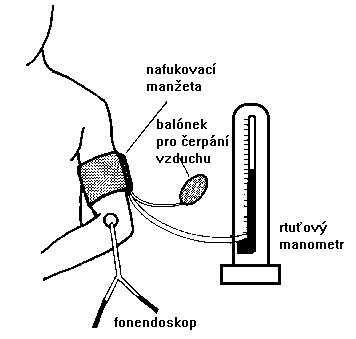 nafukovací
manžeta
balónek
pro čerpání
vzduchu
rtuťový
manometr
fonendoskop